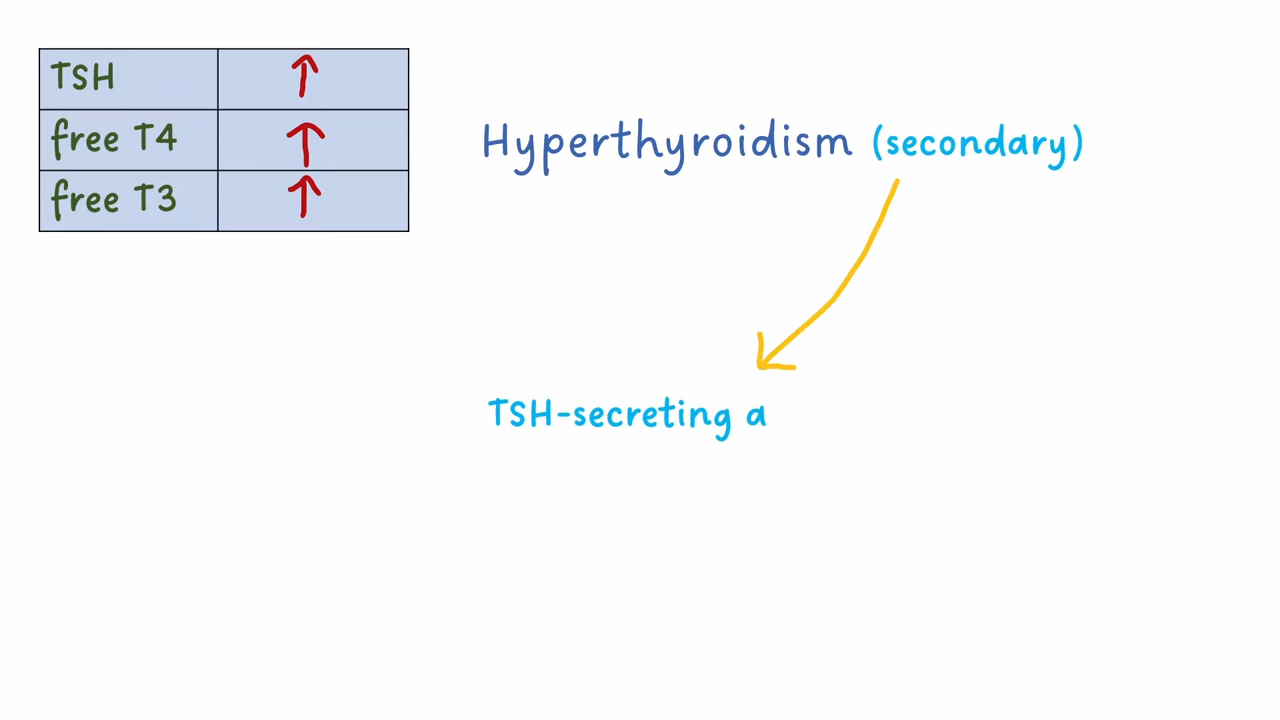 TSH ↑
free T4 ↑
free T3 ↑
Hyperthyroidism (secondary)
TSH-secreting a